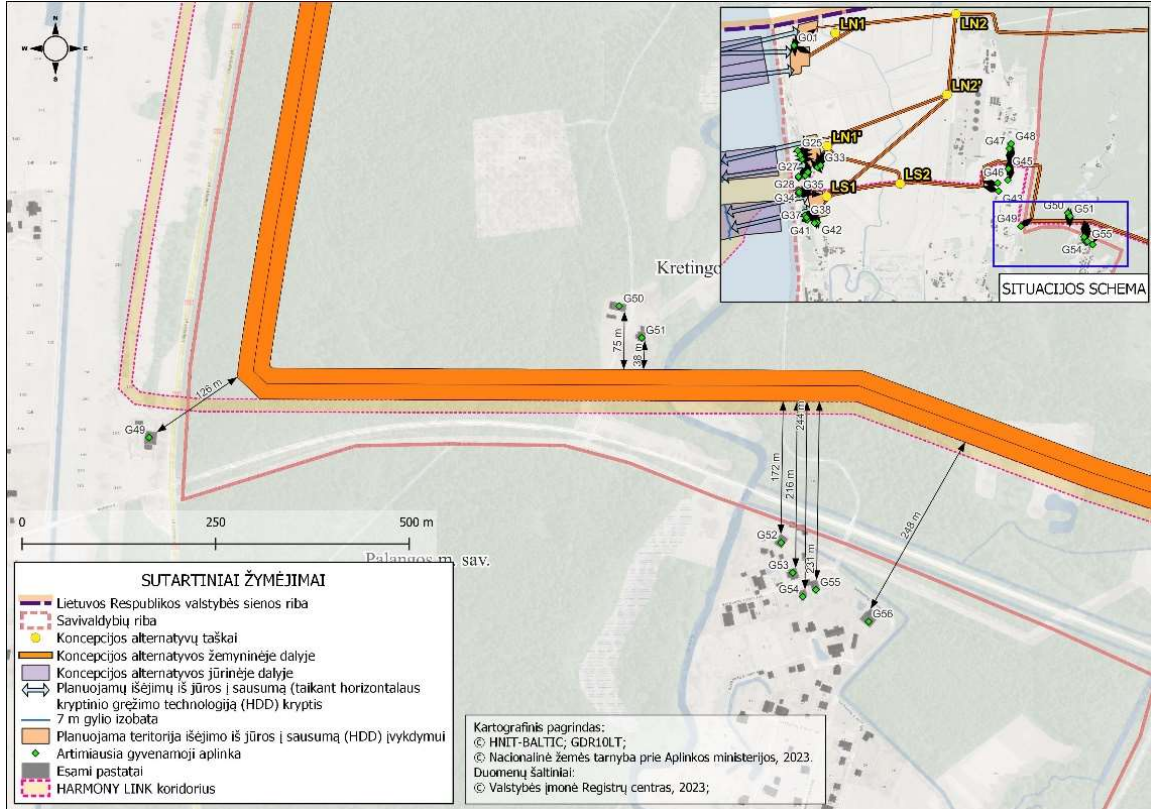 N
W
E
S
G01
LN1
LN2
LN2'
G25
LN1'
G33
G27
G28
G35
G34
LS1
LS2
G37
G38
G41
G42
G47
G48
G45
G46
G43
G50
G51
G49
G55
G54
SITUACIJOS SCHEMA
Kretingo
G50
G51
75 m
38 m
126 m
G49
244 m
172 m
216 m
231 m
248 m
G52
G53
G54
G55
G56
0
250
500 m
Palangos m. sav.
SUTARTINIAI ŽYMĖJIMAI
Lietuvos Respublikos valstybės sienos riba
Savivaldybių riba
Koncepcijos alternatyvų taškai
Koncepcijos alternatyvos žemyninėje dalyje
Koncepcijos alternatyvos jūrinėje dalyje
Planuojamų išėjimų iš jūros į sausumą (taikant horizontalaus
kryptinio gręžimo technologiją (HDD) kryptis
7 m gylio izobata
Planuojama teritorija išėjimo iš jūros į sausumą (HDD) įvykdymui
Artimiausia gyvenamoji aplinka
Esami pastatai
HARMONY LINK koridorius
Kartografinis pagrindas:
© HNIT-BALTIC; GDR10LT;
© Nacionalinė žemės tarnyba prie Aplinkos ministerijos, 2023.
Duomenų šaltiniai:
© Valstybės įmonė Registrų centras, 2023;